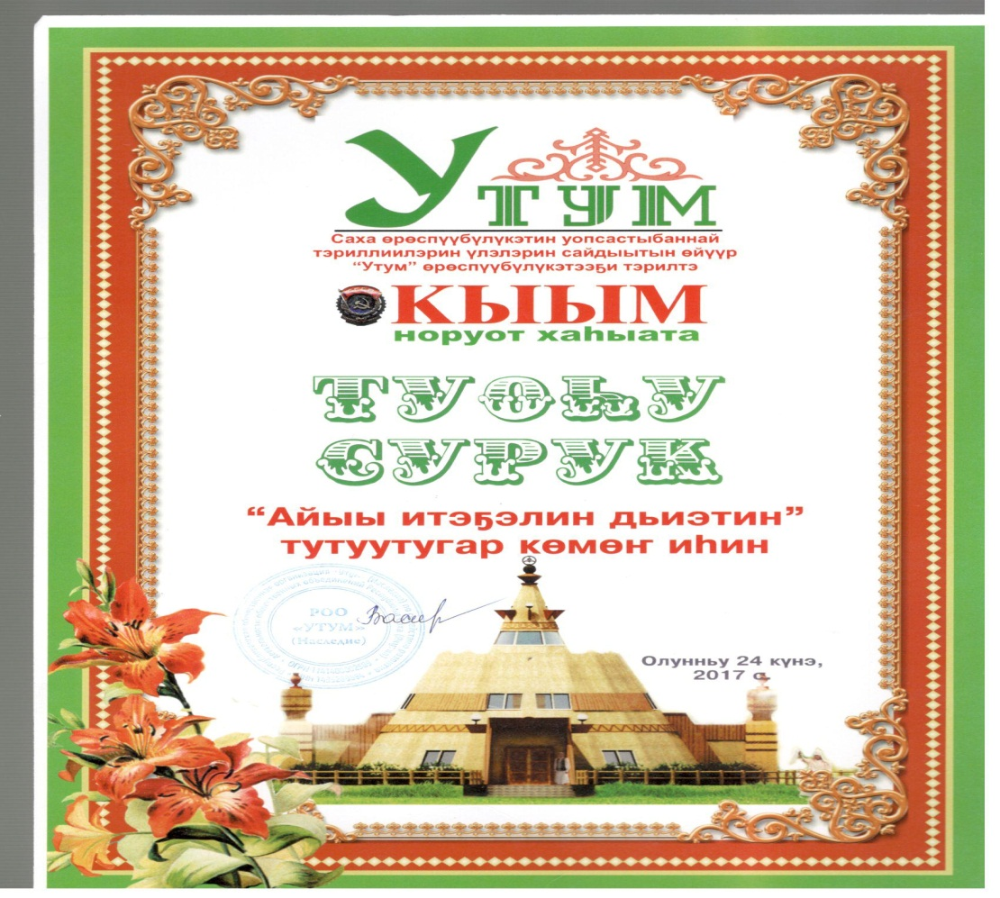 Утум
Саха өрөспүүбүлүкэтин уопсастыбаннай
тэриллиилэрин үлэлэрин сайдыытын өйүүр
“Утум” өрөспүүбүлүкэтээҕи тэрилтэ
КЫЫМ
норуот хаһыата
ТУОҺУ
СУРУК
“Айыы итэҕэлин дьиэтин”
тутуутугар көмөҥ иһин
РОО
«УТУМ»
(Наследие)
Олунньу 24 күнэ,
2017 с.